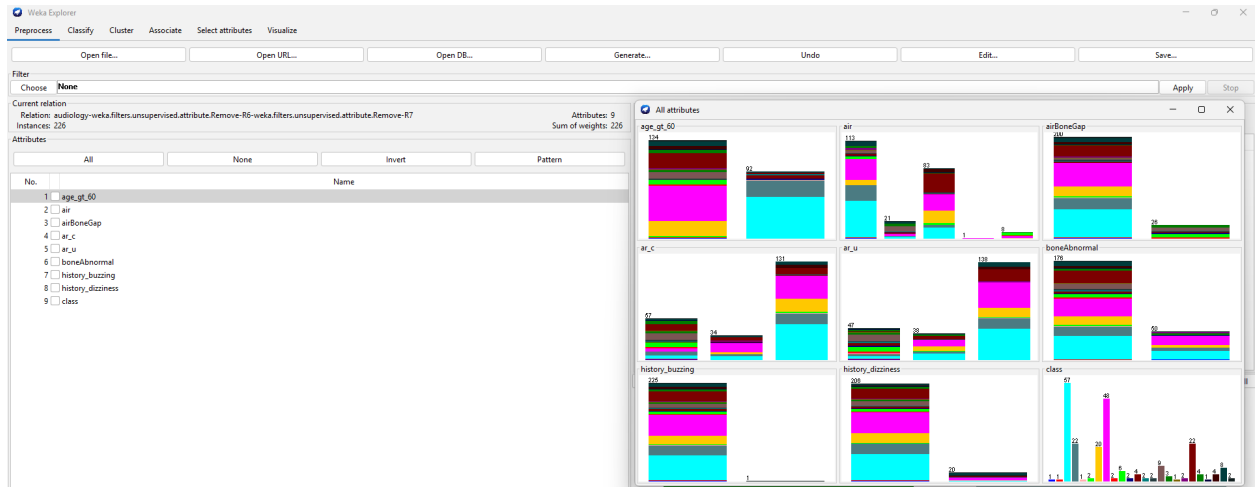 Weka Explorer
Preprocess Classify Cluster Associate Select attributes Visualize
Open file... Open URL... Open DB... Generate... Undo Edit... Save...
Filter
Choose None Apply Stop
Current relation
Relation: audiology-weka.filters.unsupervised.attribute.Remove-R6-weka.filters.unsupervised.attribute.Remove-R7 Attributes: 9
Instances: 226 Sum of weights: 226
Attributes
All None Invert Pattern
No. Name
1 age_gt_60
2 air
3 airBoneGap
4 ar_c
5 ar_u
6 boneAbnormal
7 history_buzzing
8 history_dizziness
9 class
All attributes
age_gt_60 air airBoneGap
134 92
113 21 83 1 8
200 26
ar_c ar_u boneAbnormal
34 131
47 38 138
176 50
history_buzzing history_dizziness class
225 1
20
57 22 20 48 22